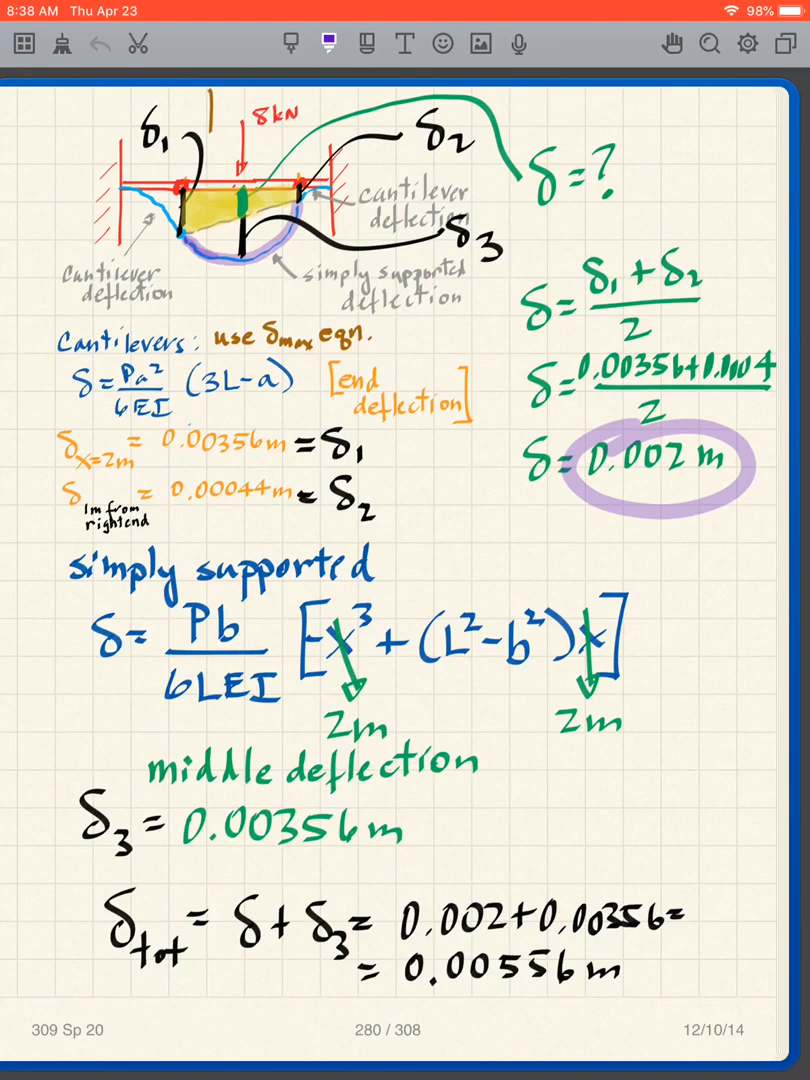 8:38 AM Thu Apr 23
98%
8kN
δ₁
δ₂
δ=?
cantilever
deflection
δ₃
Cantilever
deflection
simply supported
deflection
δ= δ₁ + δ₂ / 2
Cantilevers: use δmax eqn.
δ= Pa² / 6EI (3L-a) [end deflection]
δ= 0.00356+0.0004 / 2
δx=2m = 0.00356m = δ₁
δ= 0.002 m
δ 1m from right end = 0.00044m = δ₂
simply supported
δ= Pb / 6LEI [-x³ + (L²-b²)x]
2m 2m
middle deflection
δ₃ = 0.00356m
δtot = δ + δ₃ = 0.002+0.00356=
= 0.00556m
309 Sp 20
280 / 308
12/10/14